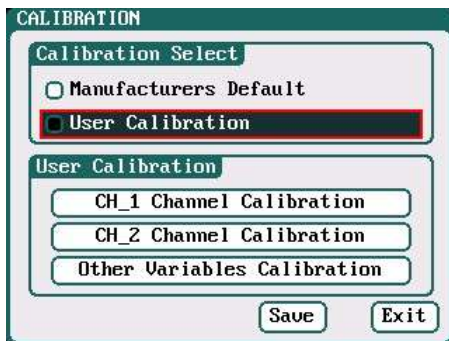 CALIBRATION
Calibration Select
Manufacturers Default
User Calibration
User Calibration
CH_1 Channel Calibration
CH_2 Channel Calibration
Other Variables Calibration
Save Exit